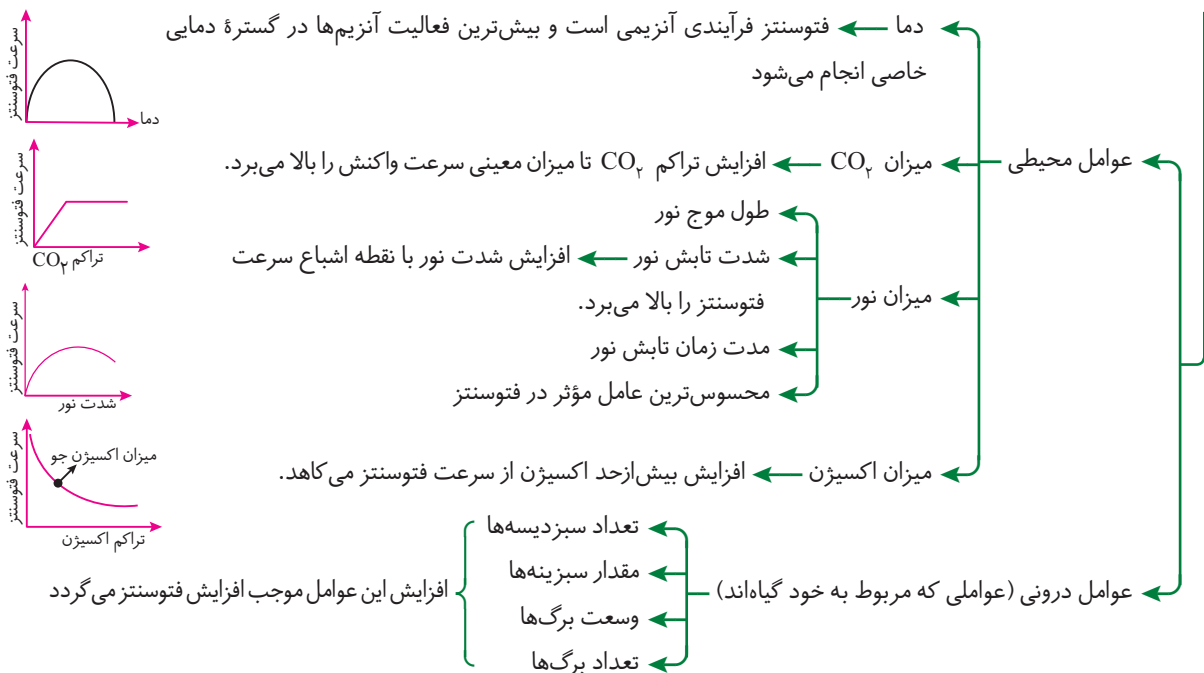 دما
فتوسنتز فرآیندی آنزیمی است و بیش‌ترین فعالیت آنزیم‌ها در گسترهٔ دمایی
خاصی انجام می‌شود
سرعت فتوسنتز
دما
عوامل محیطی
میزان CO₂
افزایش تراکم CO₂ تا میزان معینی سرعت واکنش را بالا می‌برد.
سرعت فتوسنتز
تراکم CO₂
میزان نور
طول موج نور
شدت تابش نور
افزایش شدت نور با نقطه اشباع سرعت
فتوسنتز را بالا می‌برد.
مدت زمان تابش نور
محسوس‌ترین عامل مؤثر در فتوسنتز
سرعت فتوسنتز
شدت نور
میزان اکسیژن
افزایش بیش‌ازحد اکسیژن از سرعت فتوسنتز می‌کاهد.
سرعت فتوسنتز
میزان اکسیژن جو
تراکم اکسیژن
عوامل درونی (عواملی که مربوط به خود گیاه‌اند)
تعداد سبزدیسه‌ها
مقدار سبزینه‌ها
وسعت برگ‌ها
تعداد برگ‌ها
افزایش این عوامل موجب افزایش فتوسنتز می‌گردد